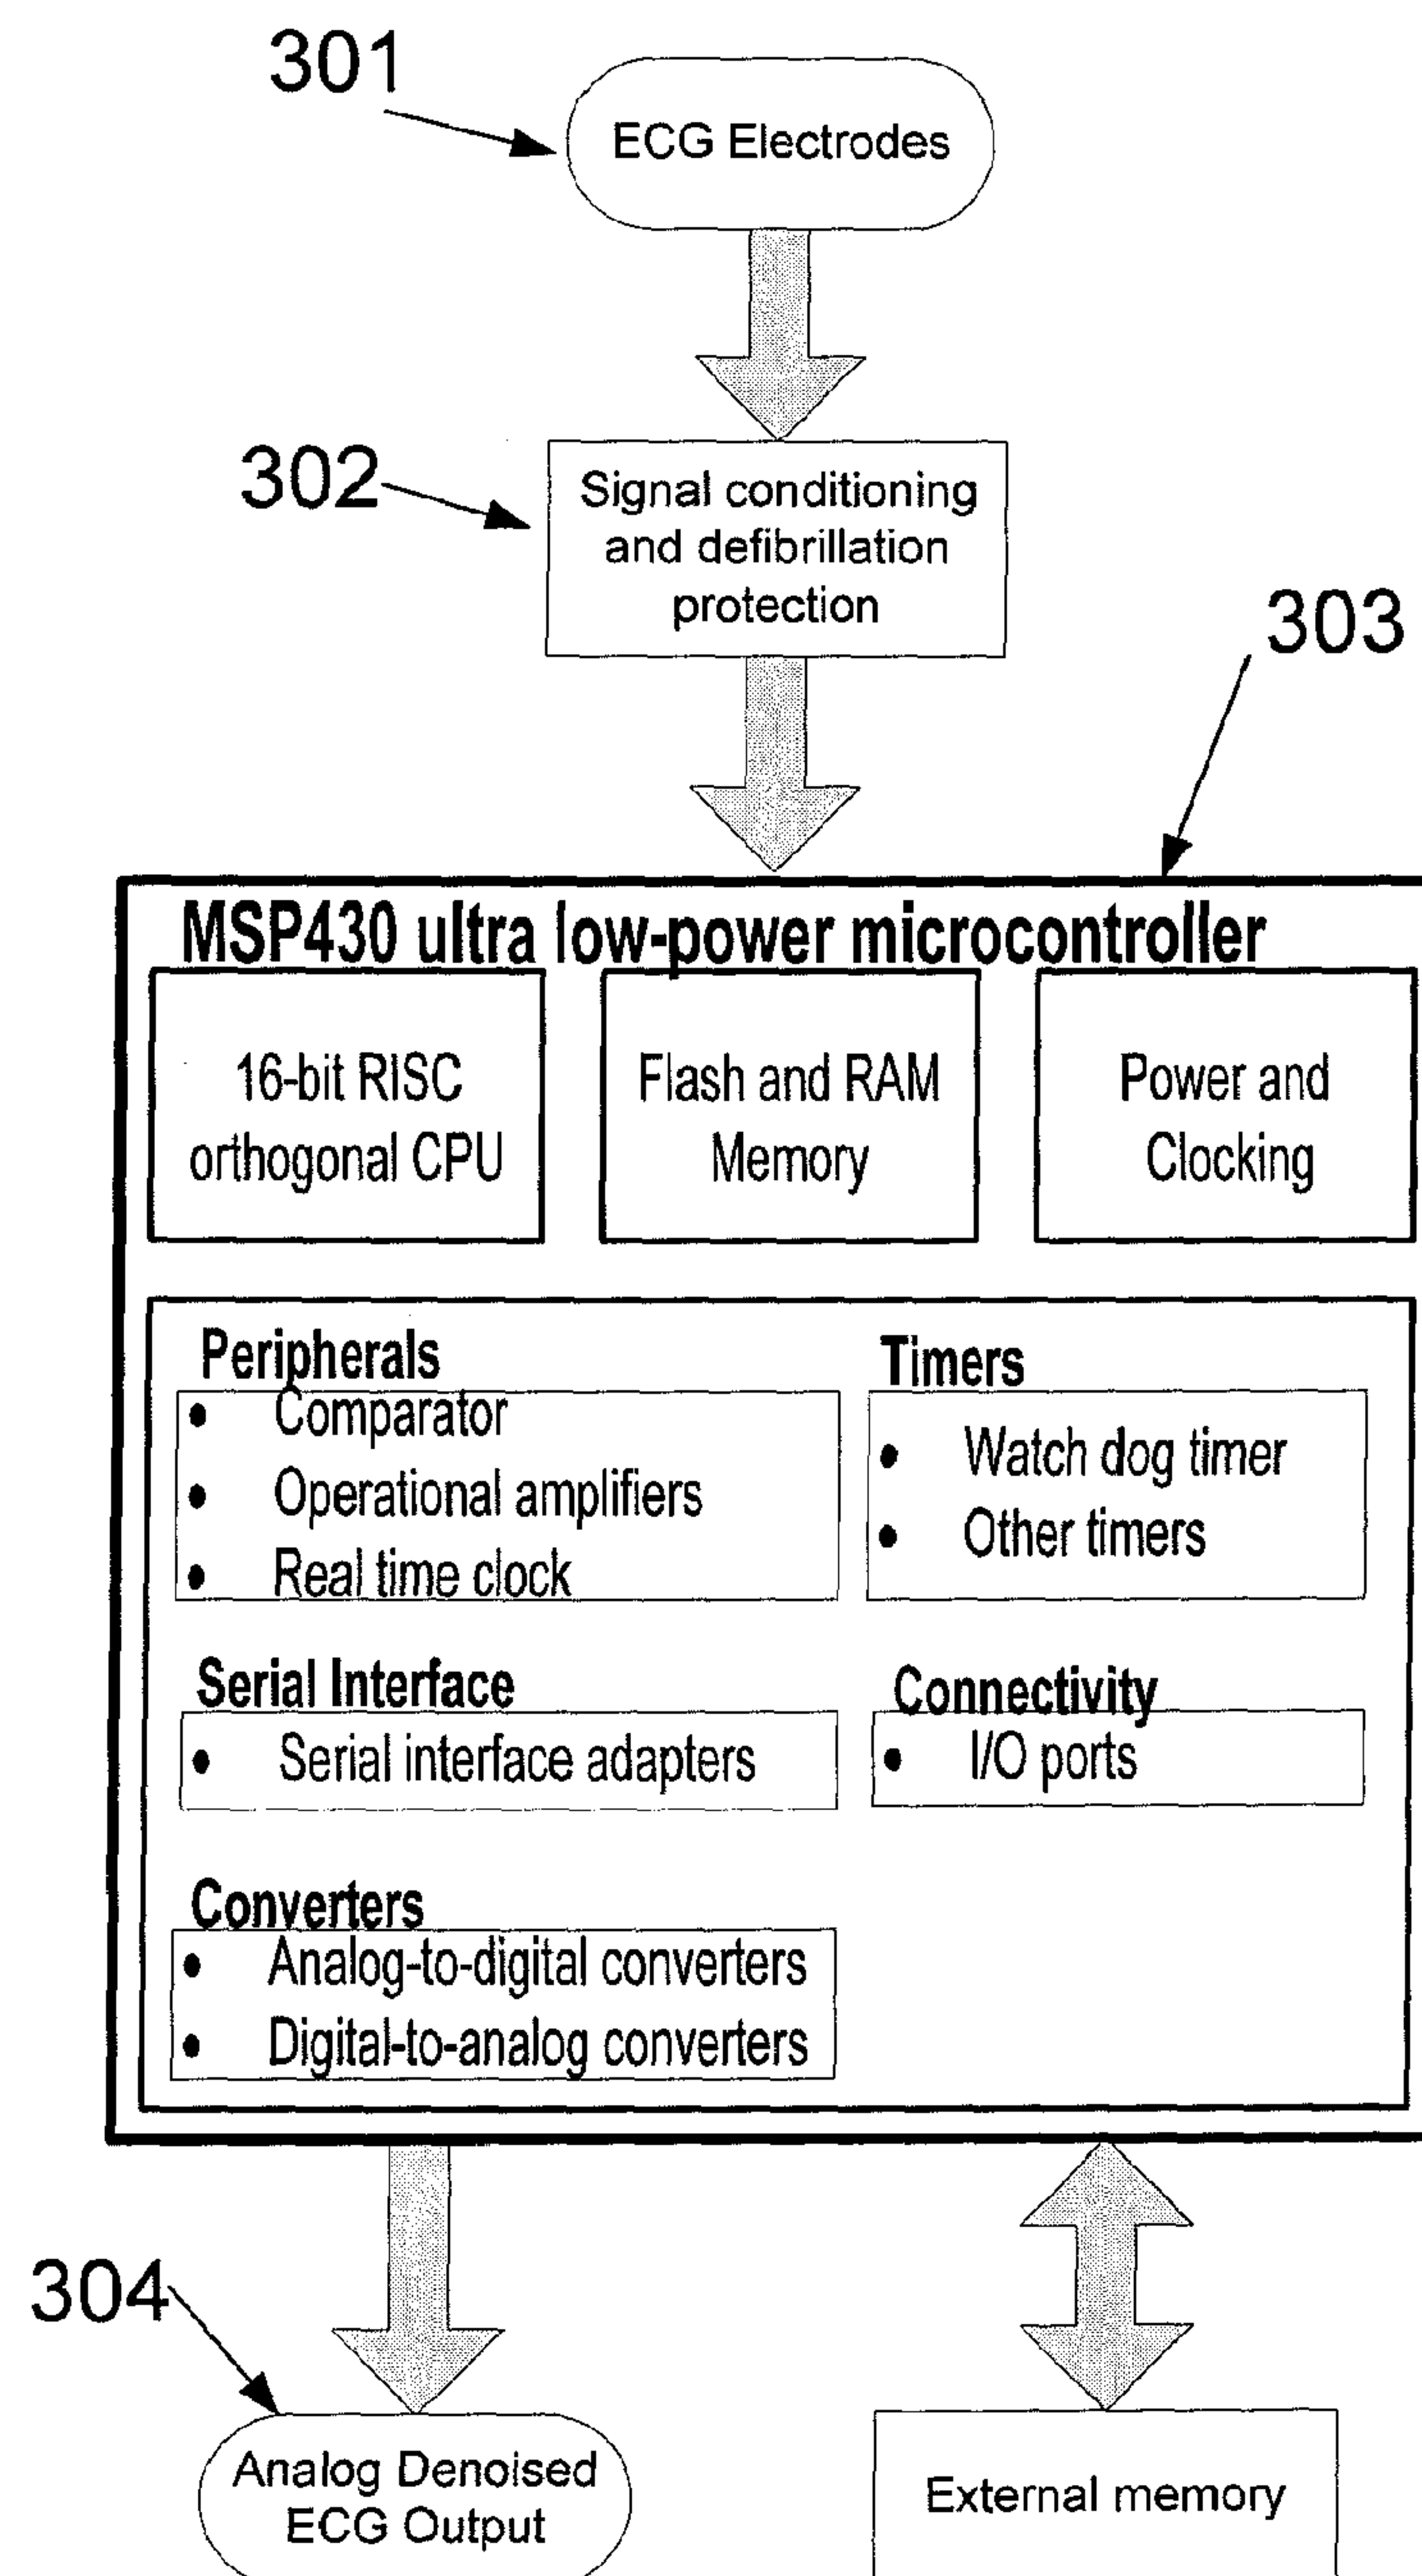 301
ECG Electrodes
302
Signal conditioning
and defibrillation
protection
303
MSP430 ultra low-power microcontroller
16-bit RISC
orthogonal CPU
Flash and RAM
Memory
Power and
Clocking
Peripherals
• Comparator
• Operational amplifiers
• Real time clock
Timers
• Watch dog timer
• Other timers
Serial Interface
• Serial interface adapters
Connectivity
• I/O ports
Converters
• Analog-to-digital converters
• Digital-to-analog converters
304
Analog Denoised
ECG Output
External memory